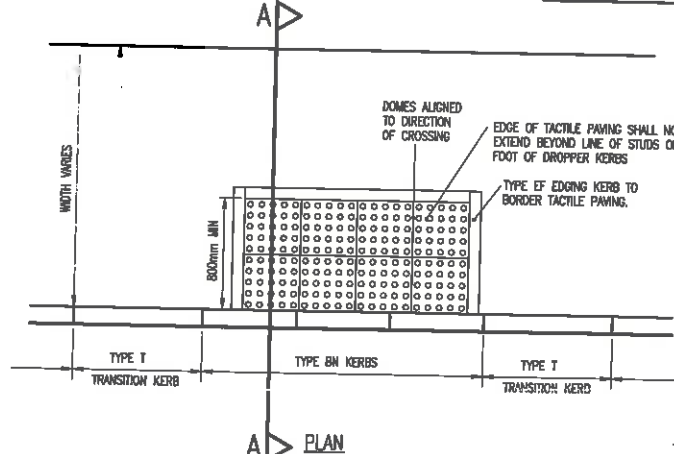 A
DOMES ALIGNED
TO DIRECTION
OF CROSSING
EDGE OF TACTILE PAVING SHALL NO
EXTEND BEYOND LINE OF STUDS O
FOOT OF DROPPER KERBS
WIDTH VARIES
TYPE EF EDGING KERB TO
BORDER TACTILE PAVING.
800mm MIN
TYPE T
TYPE BN KERBS
TYPE T
TRANSITION KERB
TRANSITION KERB
A
PLAN